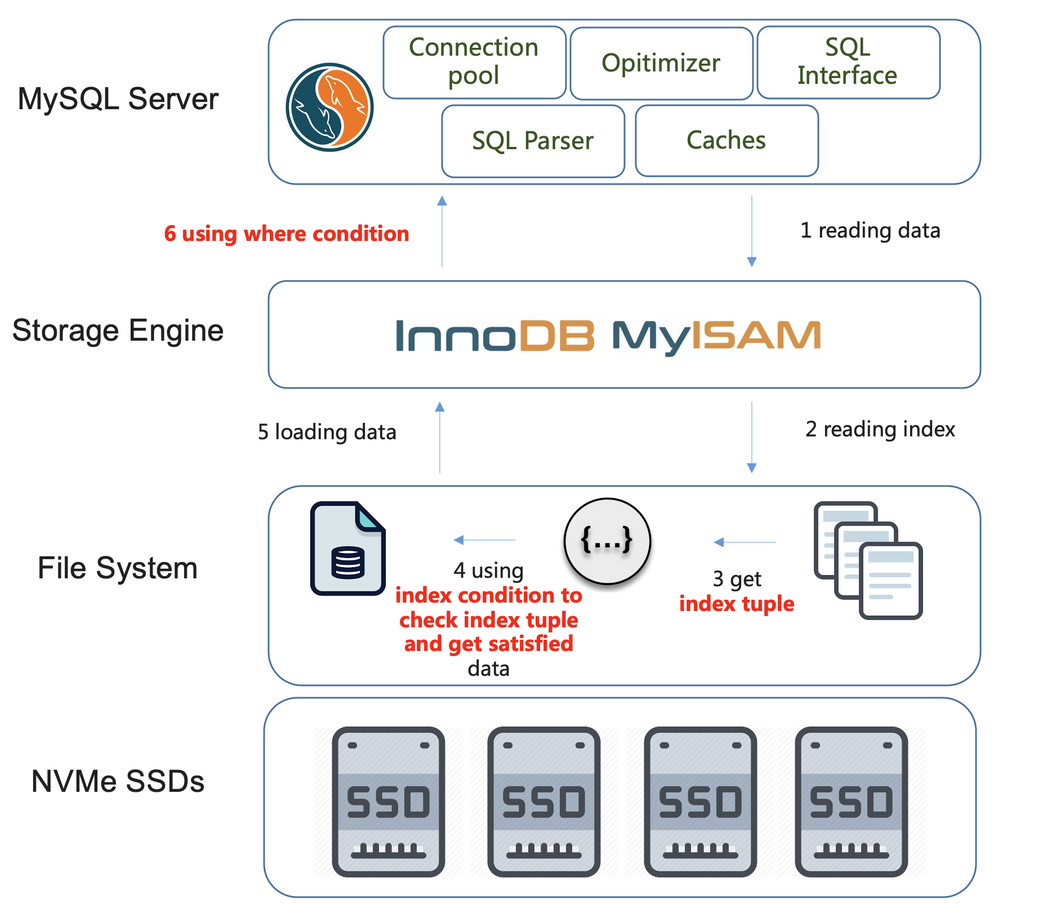 MySQL Server
Connection
pool
Opitimizer
SQL
Interface
SQL Parser
Caches
6 using where condition
1 reading data
Storage Engine
InnoDB MyISAM
5 loading data
2 reading index
File System
{...}
4 using
index condition to
check index tuple
and get satisfied
data
3 get
index tuple
NVMe SSDs
SSD
SSD
SSD
SSD